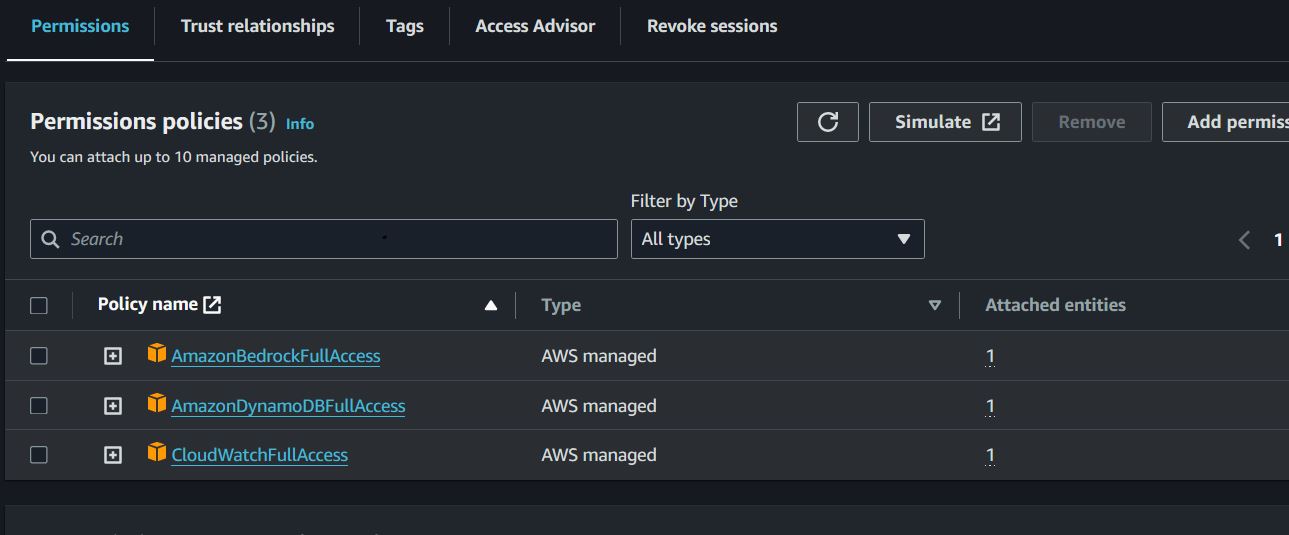 Permissions
Trust relationships
Tags
Access Advisor
Revoke sessions
Permissions policies (3) Info
You can attach up to 10 managed policies.
Simulate
Remove
Add
Filter by Type
Search
All types
1
Policy name
Type
Attached entities
AmazonBedrockFullAccess
AWS managed
1
AmazonDynamoDBFullAccess
AWS managed
1
CloudWatchFullAccess
AWS managed
1